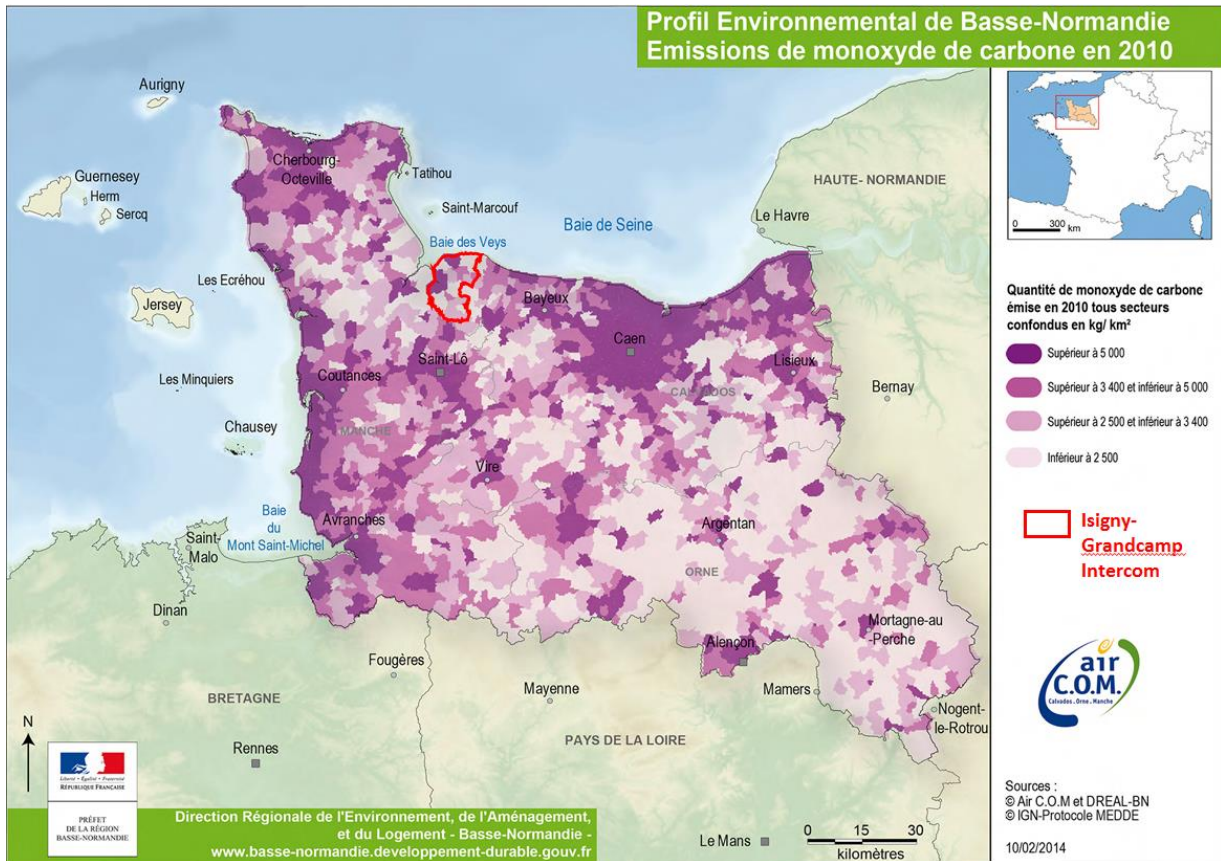 Profil Environnemental de Basse-Normandie
Emissions de monoxyde de carbone en 2010
Aurigny
Cherbourg-
Octeville
Tatihou
Guernesey
Herm
Sercq
Saint-Marcouf
HAUTE- NORMANDIE
Le Havre
Baie de Seine
Baie des Veys
Les Ecréhou
Jersey
Bayeux
Caen
Saint-Lô
Lisieux
Les Minquiers
Coutances
CALVADOS
Bernay
Chausey
MANCHE
Vire
Baie
du
Mont Saint-Michel
Avranches
Argentan
Saint-
Malo
ORNE
Dinan
Mortagne-au
-Perche
Alençon
Fougères
Mayenne
Mamers
BRETAGNE
Nogent-
le-Rotrou
PAYS DE LA LOIRE
Rennes
Le Mans
N
0 15 30
kilomètres
Liberté • Égalité • Fraternité
RÉPUBLIQUE FRANÇAISE
PRÉFET
DE LA RÉGION
BASSE-NORMANDIE
Direction Régionale de l'Environnement, de l'Aménagement,
et du Logement - Basse-Normandie -
www.basse-normandie.developpement-durable.gouv.fr
0 300
km
Quantité de monoxyde de carbone
émise en 2010 tous secteurs
confondus en kg/ km²
Supérieur à 5 000
Supérieur à 3 400 et inférieur à 5 000
Supérieur à 2 500 et inférieur à 3 400
Inférieur à 2 500
Isigny-
Grandcamp
Intercom
air
C.O.M.
Calvados . Orne . Manche
Sources :
© Air C.O.M et DREAL-BN
© IGN-Protocole MEDDE
10/02/2014